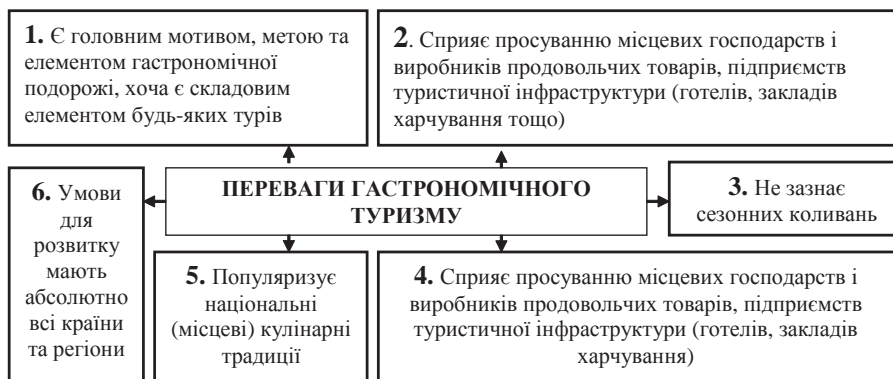 1. Є головним мотивом, метою та
елементом гастрономічної
подорожі, хоча є складовим
елементом будь-яких турів
2. Сприяє просуванню місцевих господарств і
виробників продовольчих товарів, підприємств
туристичної інфраструктури (готелів, закладів
харчування тощо)
ПЕРЕВАГИ ГАСТРОНОМІЧНОГО
ТУРИЗМУ
3. Не зазнає
сезонних коливань
4. Сприяє просуванню місцевих господарств і
виробників продовольчих товарів, підприємств
туристичної інфраструктури (готелів, закладів
харчування)
5. Популяризує
національні
(місцеві) кулінарні
традиції
6. Умови
для
розвитку
мають
абсолютно
всі країни
та регіони